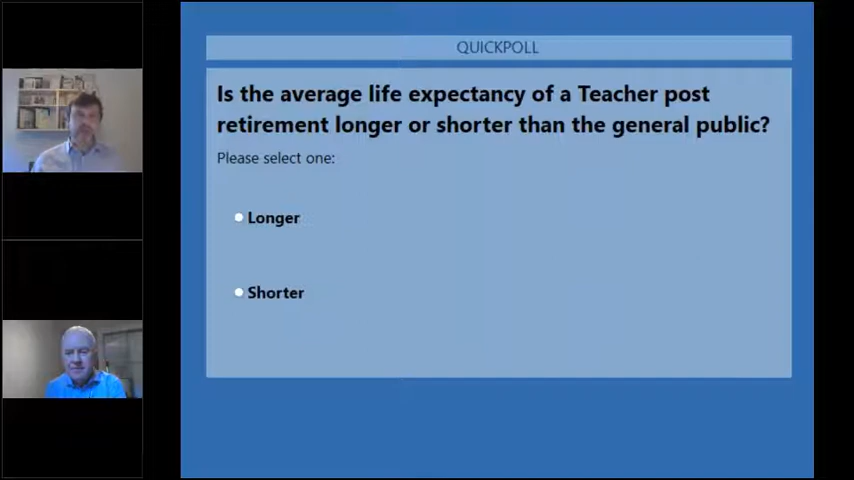 QUICKPOLL
Is the average life expectancy of a Teacher post
retirement longer or shorter than the general public?
Please select one:
Longer
Shorter